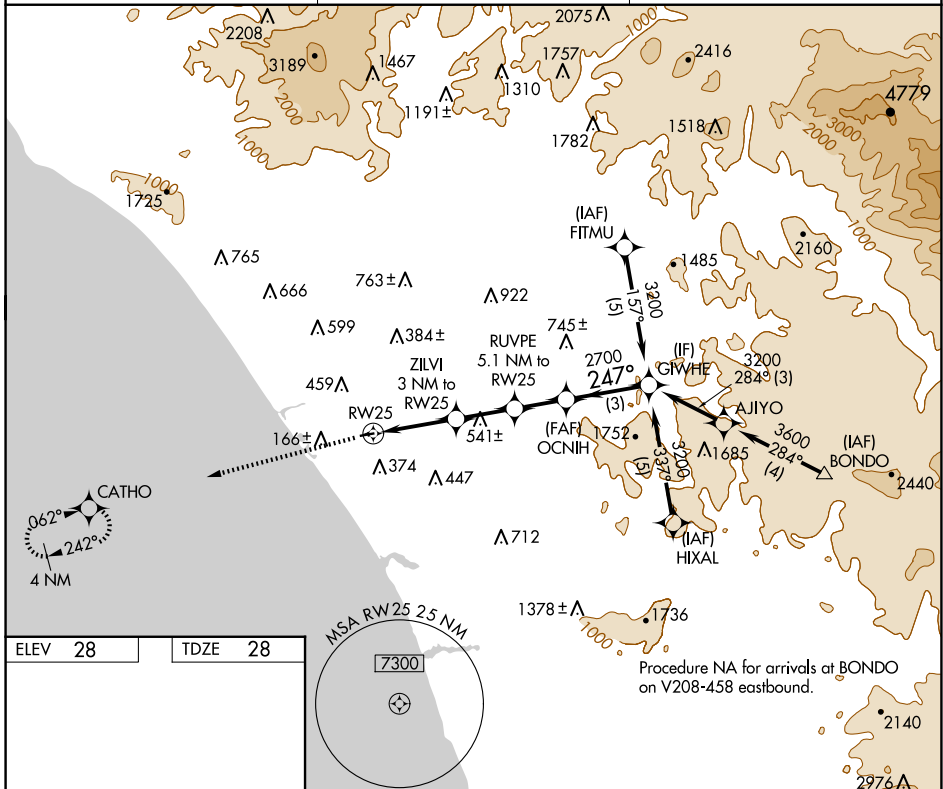 2208
2075
1000
3189
1467
1757
2416
1310
4779
2000
1191±
3000
2000
1782
1518
1000
1000
1725
1000
(IAF)
FITMU
2160
765
1485
763±
666
922
3200
157°
(5)
599
384±
745±
RUVPE
5.1 NM to
RW25
ZILVI
3 NM to
RW25
2700
247°
(3)
(IF)
GIWHE
3200
284° (3)
459
AJIYO
RW25
(FAF)
OCNIH
3600
284°
(4)
(IAF)
BONDO
166±
541±
1752
3200
337°
(5)
1685
374
447
2440
CATHO
062°
242°
4 NM
712
(IAF)
HIXAL
1378±
1736
1000
MSA RW25 25 NM
7300
ELEV 28
TDZE 28
Procedure NA for arrivals at BONDO
on V208-458 eastbound.
2140
2976